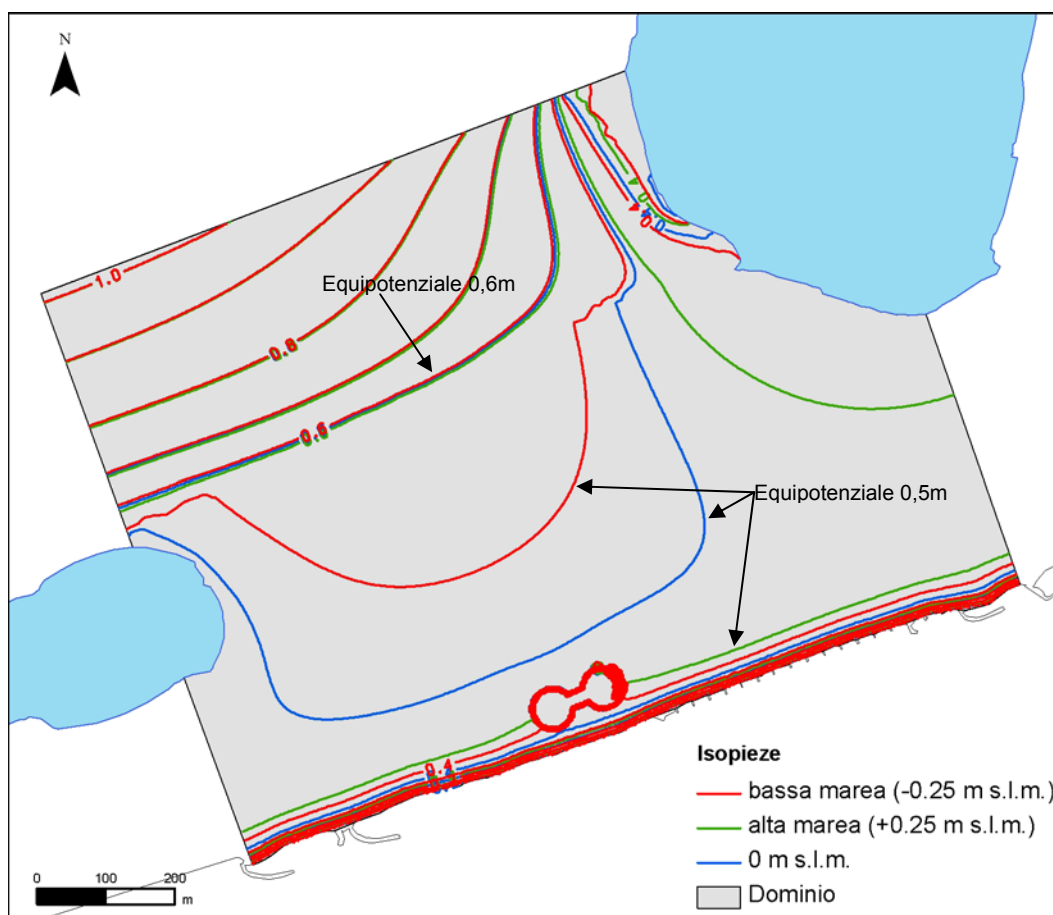 N
1.0
Equipotenziale 0,6m
0.8
0.6
Equipotenziale 0,5m
0.4
Isopieze
bassa marea (-0.25 m s.l.m.)
alta marea (+0.25 m s.l.m.)
0 m s.l.m.
Dominio
0 100 200
m